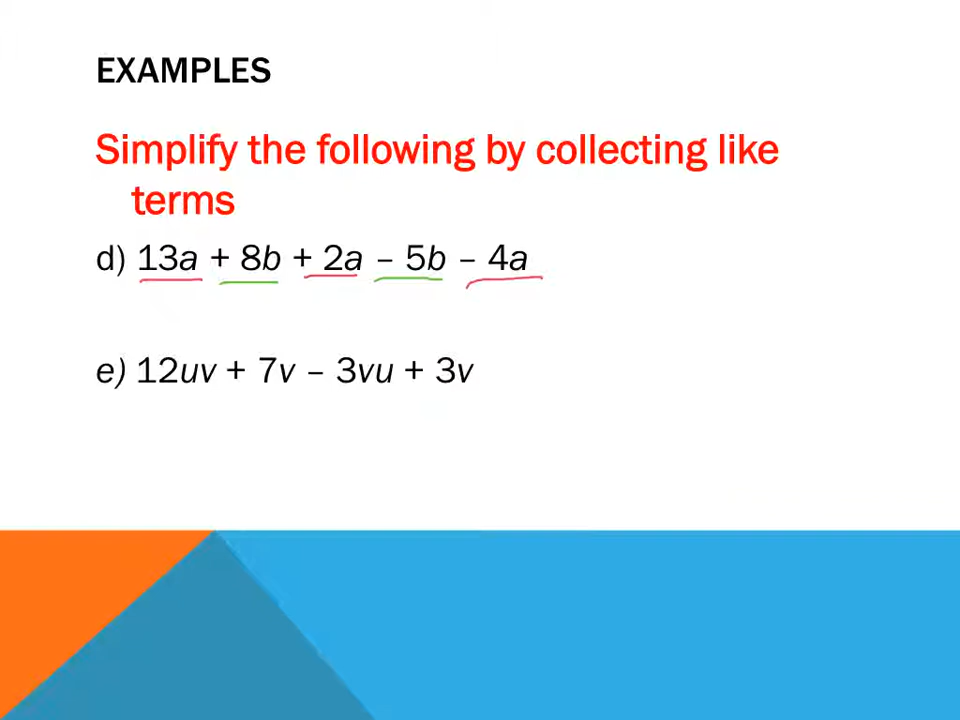 EXAMPLES
Simplify the following by collecting like
terms
d) 13a + 8b + 2a – 5b – 4a
e) 12uv + 7v – 3vu + 3v